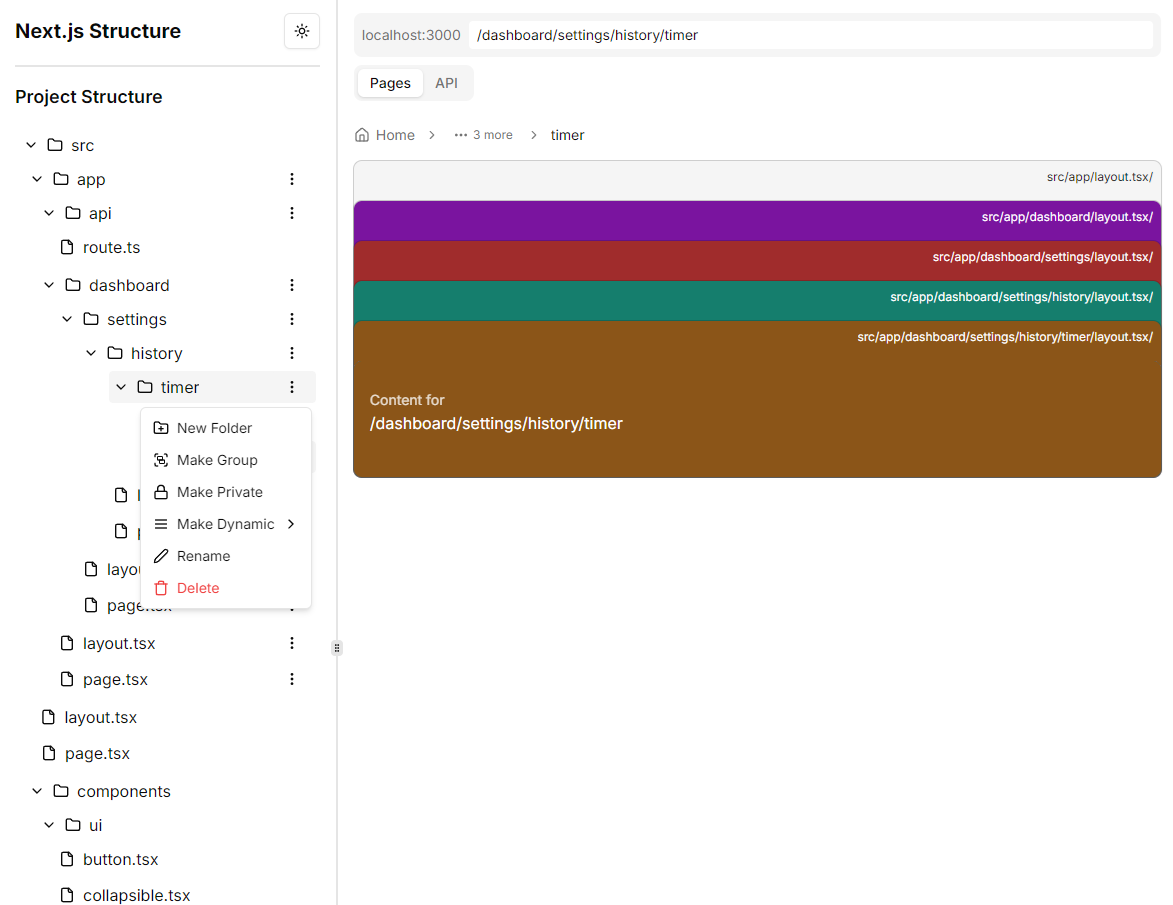 Next.js Structure
Project Structure
src
app
api
route.ts
dashboard
settings
history
timer
New Folder
Make Group
Make Private
Make Dynamic
Rename
Delete
page.tsx
layout.tsx
page.tsx
layout.tsx
page.tsx
components
ui
button.tsx
collapsible.tsx
localhost:3000
/dashboard/settings/history/timer
Pages
API
Home
3 more
timer
src/app/layout.tsx/
src/app/dashboard/layout.tsx/
src/app/dashboard/settings/layout.tsx/
src/app/dashboard/settings/history/layout.tsx/
src/app/dashboard/settings/history/timer/layout.tsx/
Content for
/dashboard/settings/history/timer